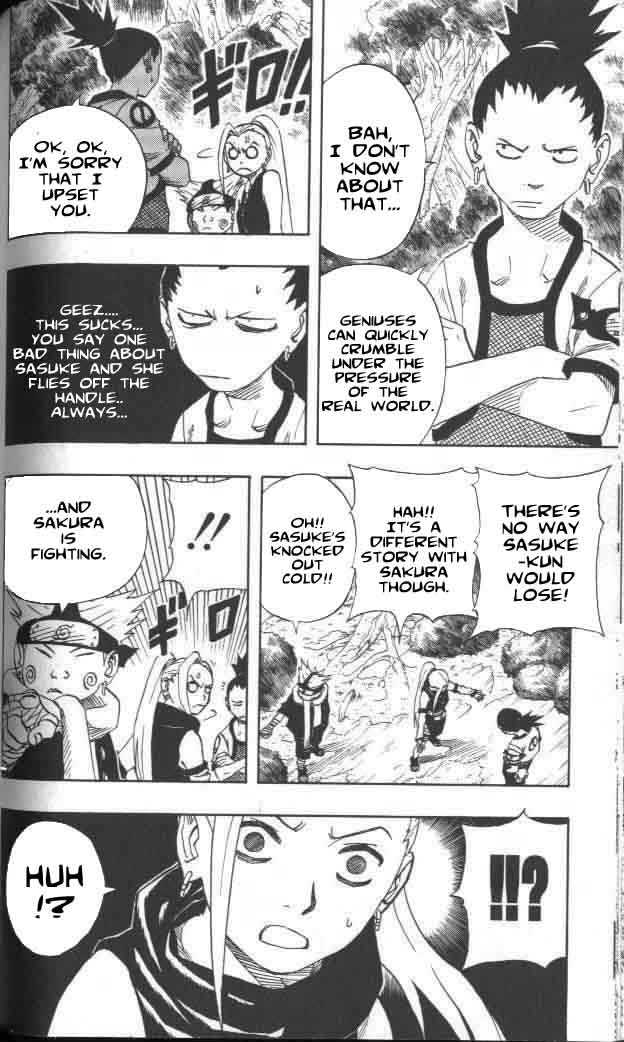 BAH,
I DON'T
KNOW
ABOUT
THAT...
GENIUSES
CAN QUICKLY
CRUMBLE
UNDER THE
PRESSURE
OF THE
REAL WORLD.
ギロ!!
OK, OK,
I'M SORRY
THAT I
UPSET
YOU.
GEEZ....
THIS SUCKS...
YOU SAY ONE
BAD THING ABOUT
SASUKE AND SHE
FLIES OFF THE
HANDLE..
ALWAYS...
THERE'S
NO WAY
SASUKE
-KUN
WOULD
LOSE!
HAH!!
IT'S A
DIFFERENT
STORY WITH
SAKURA
THOUGH.
OH!!
SASUKE'S
KNOCKED
OUT
COLD!!
!!
ギロ
...AND
SAKURA
IS
FIGHTING.
!!?
HUH
!?